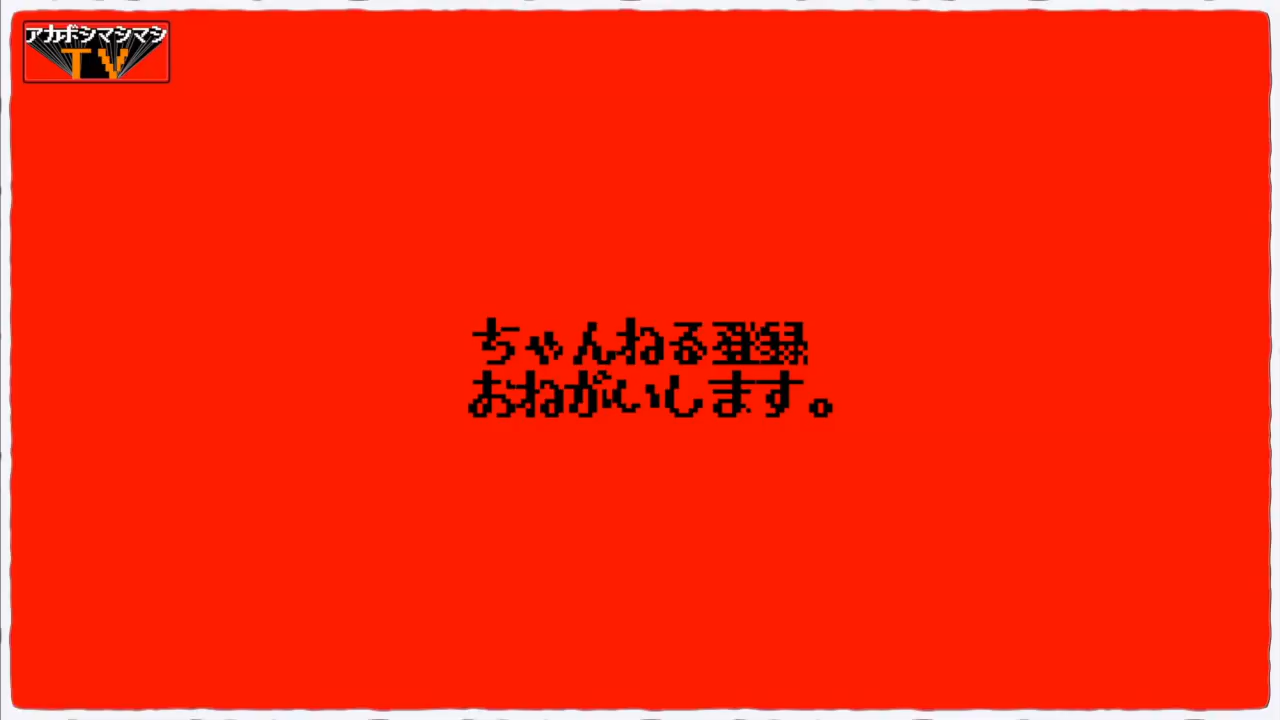 アカボシマシマシ
TV
ちゃんねる登録
おねがいします。